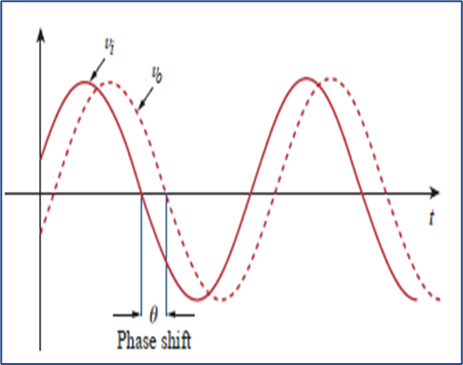 vi
vo
t
θ
Phase shift